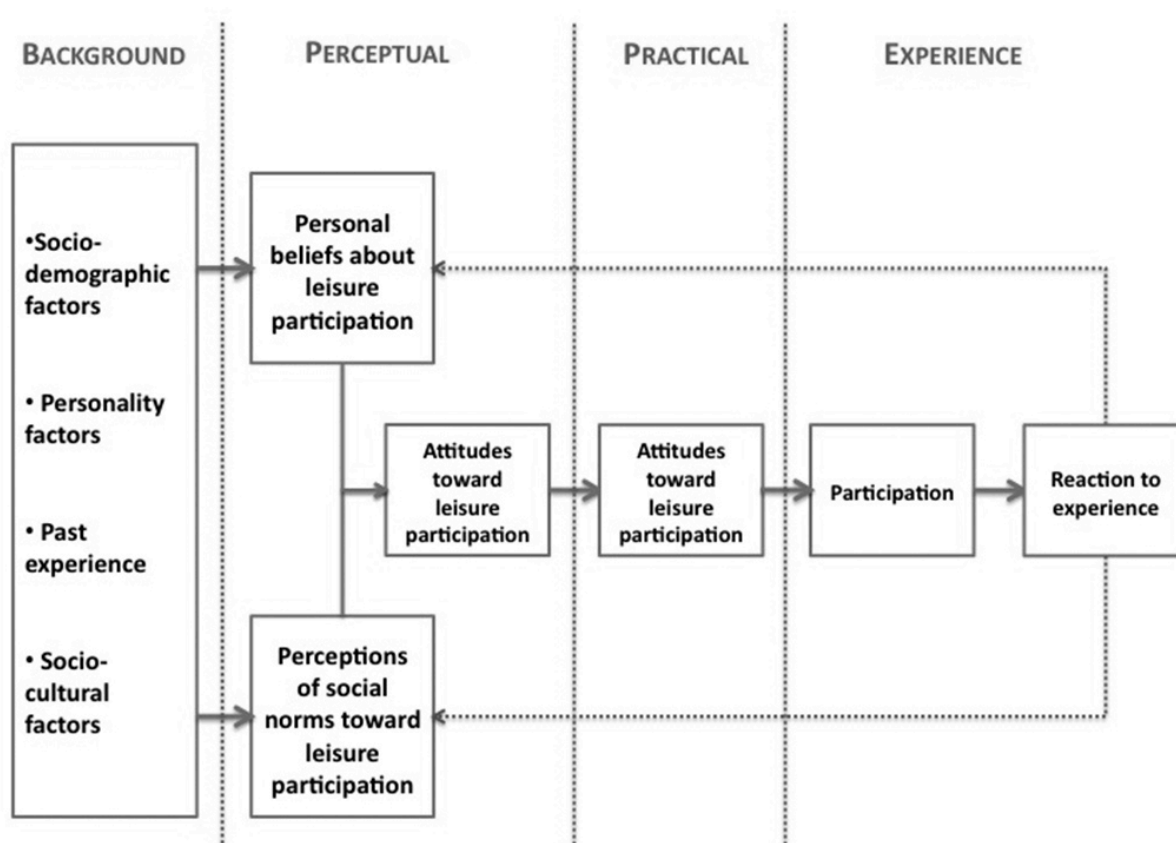 BACKGROUND
PERCEPTUAL
PRACTICAL
EXPERIENCE
•Socio-
demographic
factors
• Personality
factors
• Past
experience
• Socio-
cultural
factors
Personal
beliefs about
leisure
participation
Attitudes
toward
leisure
participation
Perceptions
of social
norms toward
leisure
participation
Attitudes
toward
leisure
participation
Participation
Reaction to
experience